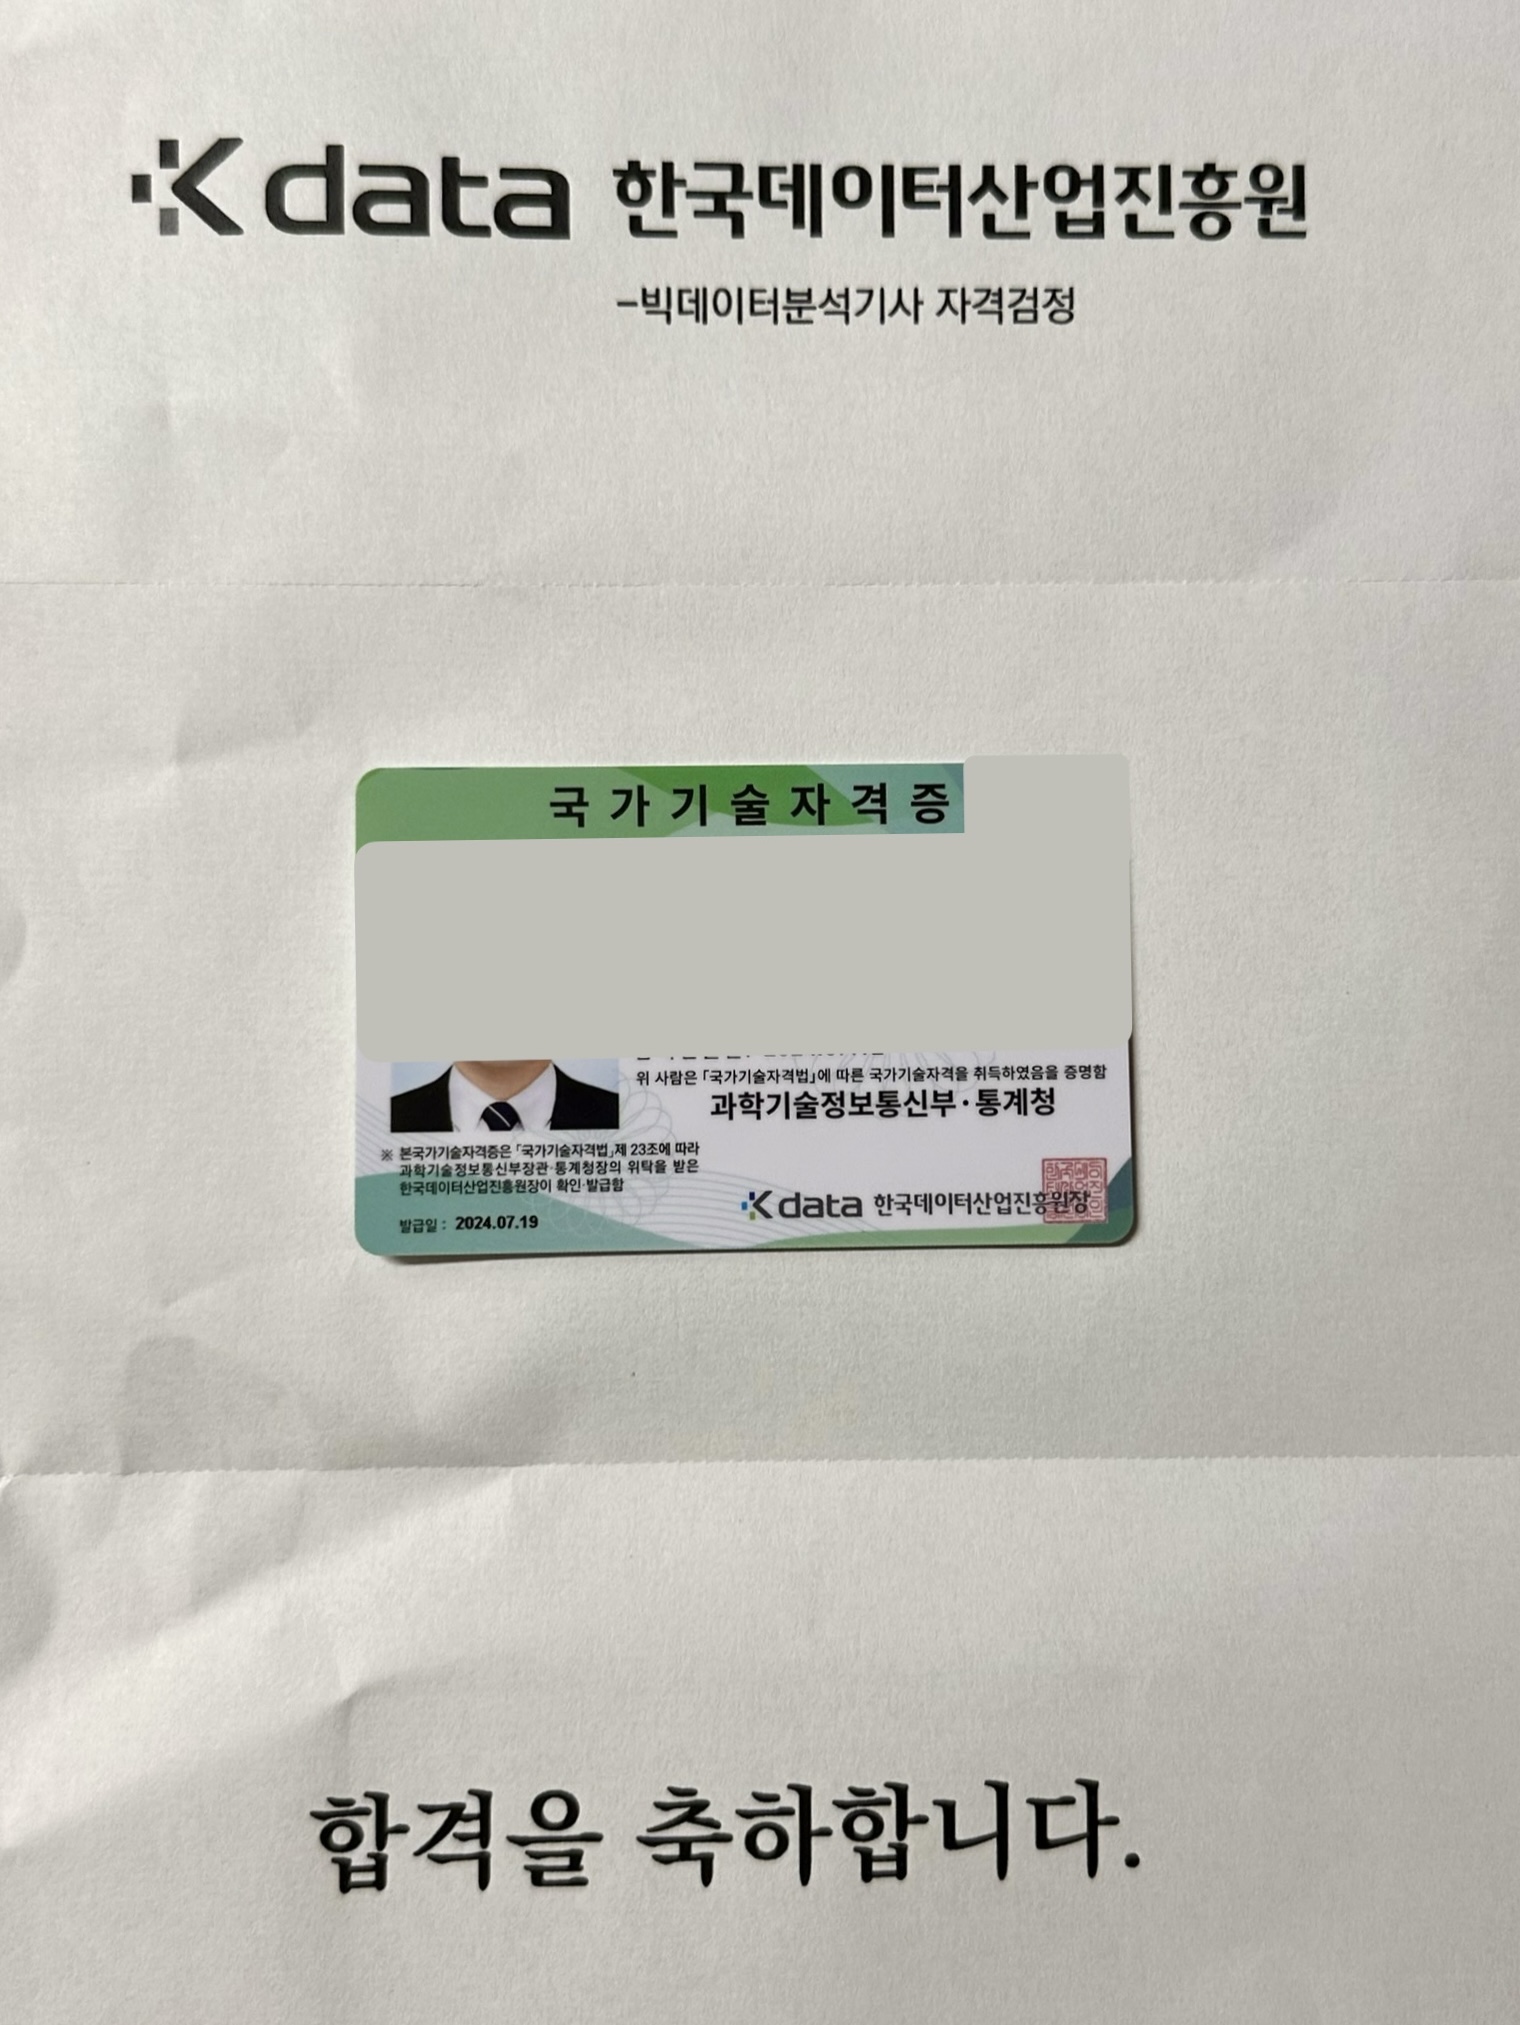 K data 한국데이터산업진흥원
-빅데이터분석기사 자격검정
국가기술자격증
위 사람은 「국가기술자격법」에 따른 국가기술자격을 취득하였음을 증명함
과학기술정보통신부·통계청
※ 본국가기술자격증은 「국가기술자격법」제 23조에 따라
과학기술정보통신부장관·통계청장의 위탁을 받은
한국데이터산업진흥원장이 확인·발급함
K data 한국데이터산업진흥원장
발급일 : 2024.07.19
합격을 축하합니다.